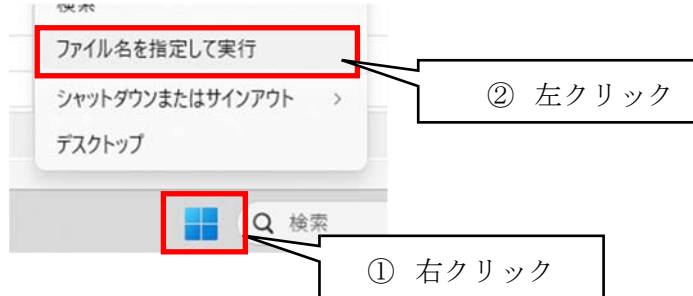 検索
ファイル名を指定して実行
② 左クリック
シャットダウンまたはサインアウト >
デスクトップ
検索
① 右クリック